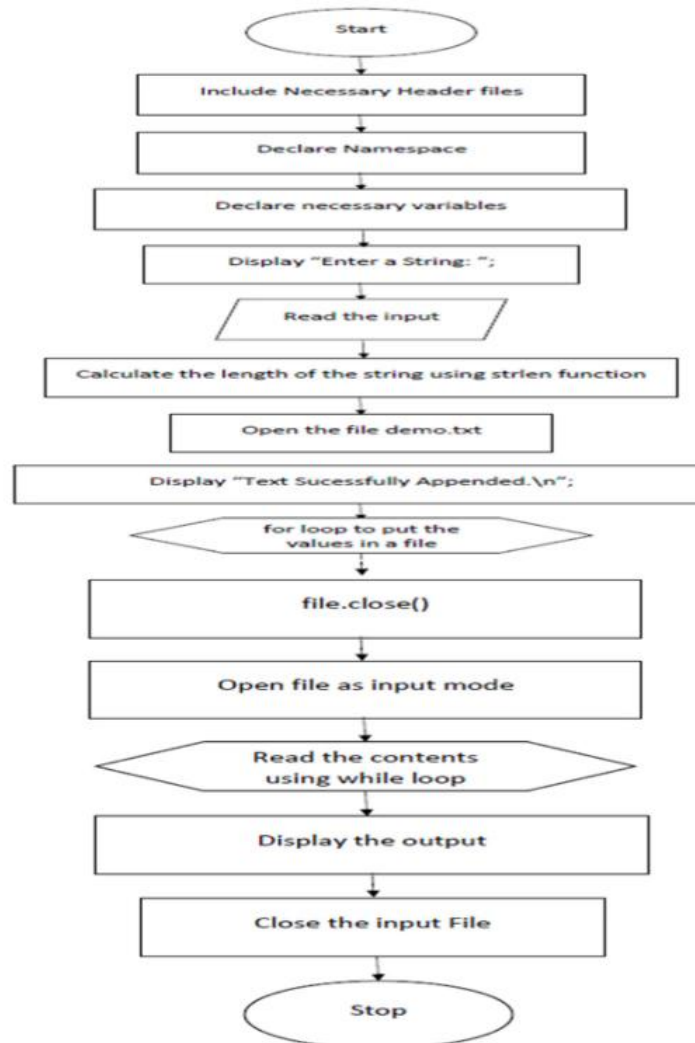 Start
Include Necessary Header files
Declare Namespace
Declare necessary variables
Display “Enter a String: ”;
Read the input
Calculate the length of the string using strlen function
Open the file demo.txt
Display “Text Sucessfully Appended.\n”;
for loop to put the
values in a file
file.close()
Open file as input mode
Read the contents
using while loop
Display the output
Close the input File
Stop